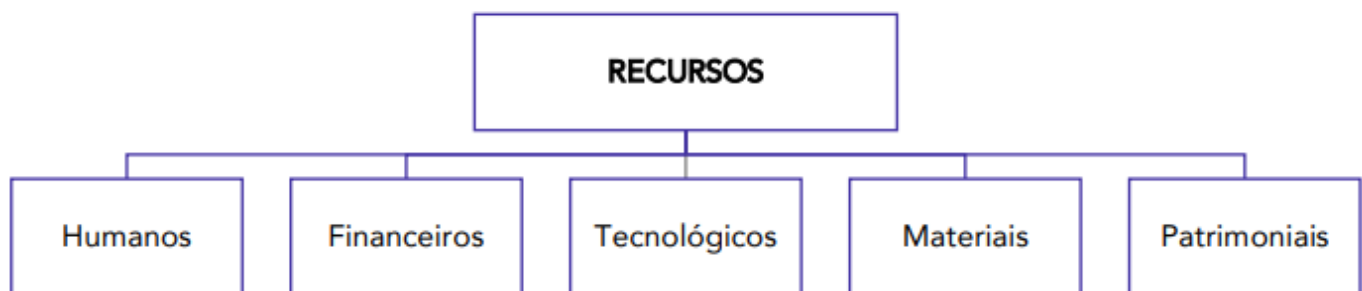 RECURSOS
Humanos
Financeiros
Tecnológicos
Materiais
Patrimoniais